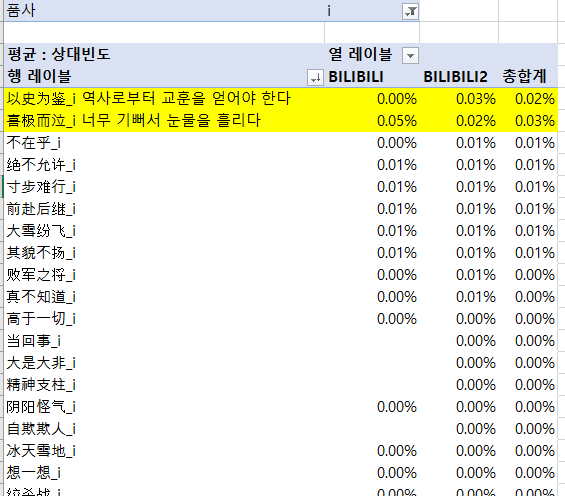 품사 i
평균 : 상대빈도 열 레이블
행 레이블 BILIBILI BILIBILI2 총합계
以史为鉴_i 역사로부터 교훈을 얻어야 한다 0.00% 0.03% 0.02%
喜极而泣_i 너무 기뻐서 눈물을 흘리다 0.05% 0.02% 0.03%
不在乎_i 0.00% 0.01% 0.01%
绝不允许_i 0.01% 0.01% 0.01%
寸步难行_i 0.01% 0.01% 0.01%
前赴后继_i 0.01% 0.01% 0.01%
大雪纷飞_i 0.01% 0.01% 0.01%
其貌不扬_i 0.01% 0.01% 0.01%
败军之将_i 0.00% 0.01% 0.00%
真不知道_i 0.00% 0.01% 0.00%
高于一切_i 0.00% 0.00% 0.00%
当回事_i 0.00% 0.00%
大是大非_i 0.00% 0.00%
精神支柱_i 0.00% 0.00%
阴阳怪气_i 0.00% 0.00% 0.00%
自欺欺人_i 0.00% 0.00%
冰天雪地_i 0.00% 0.00% 0.00%
想一想_i 0.00% 0.00% 0.00%
绞杀战_i 0.00% 0.00% 0.00%